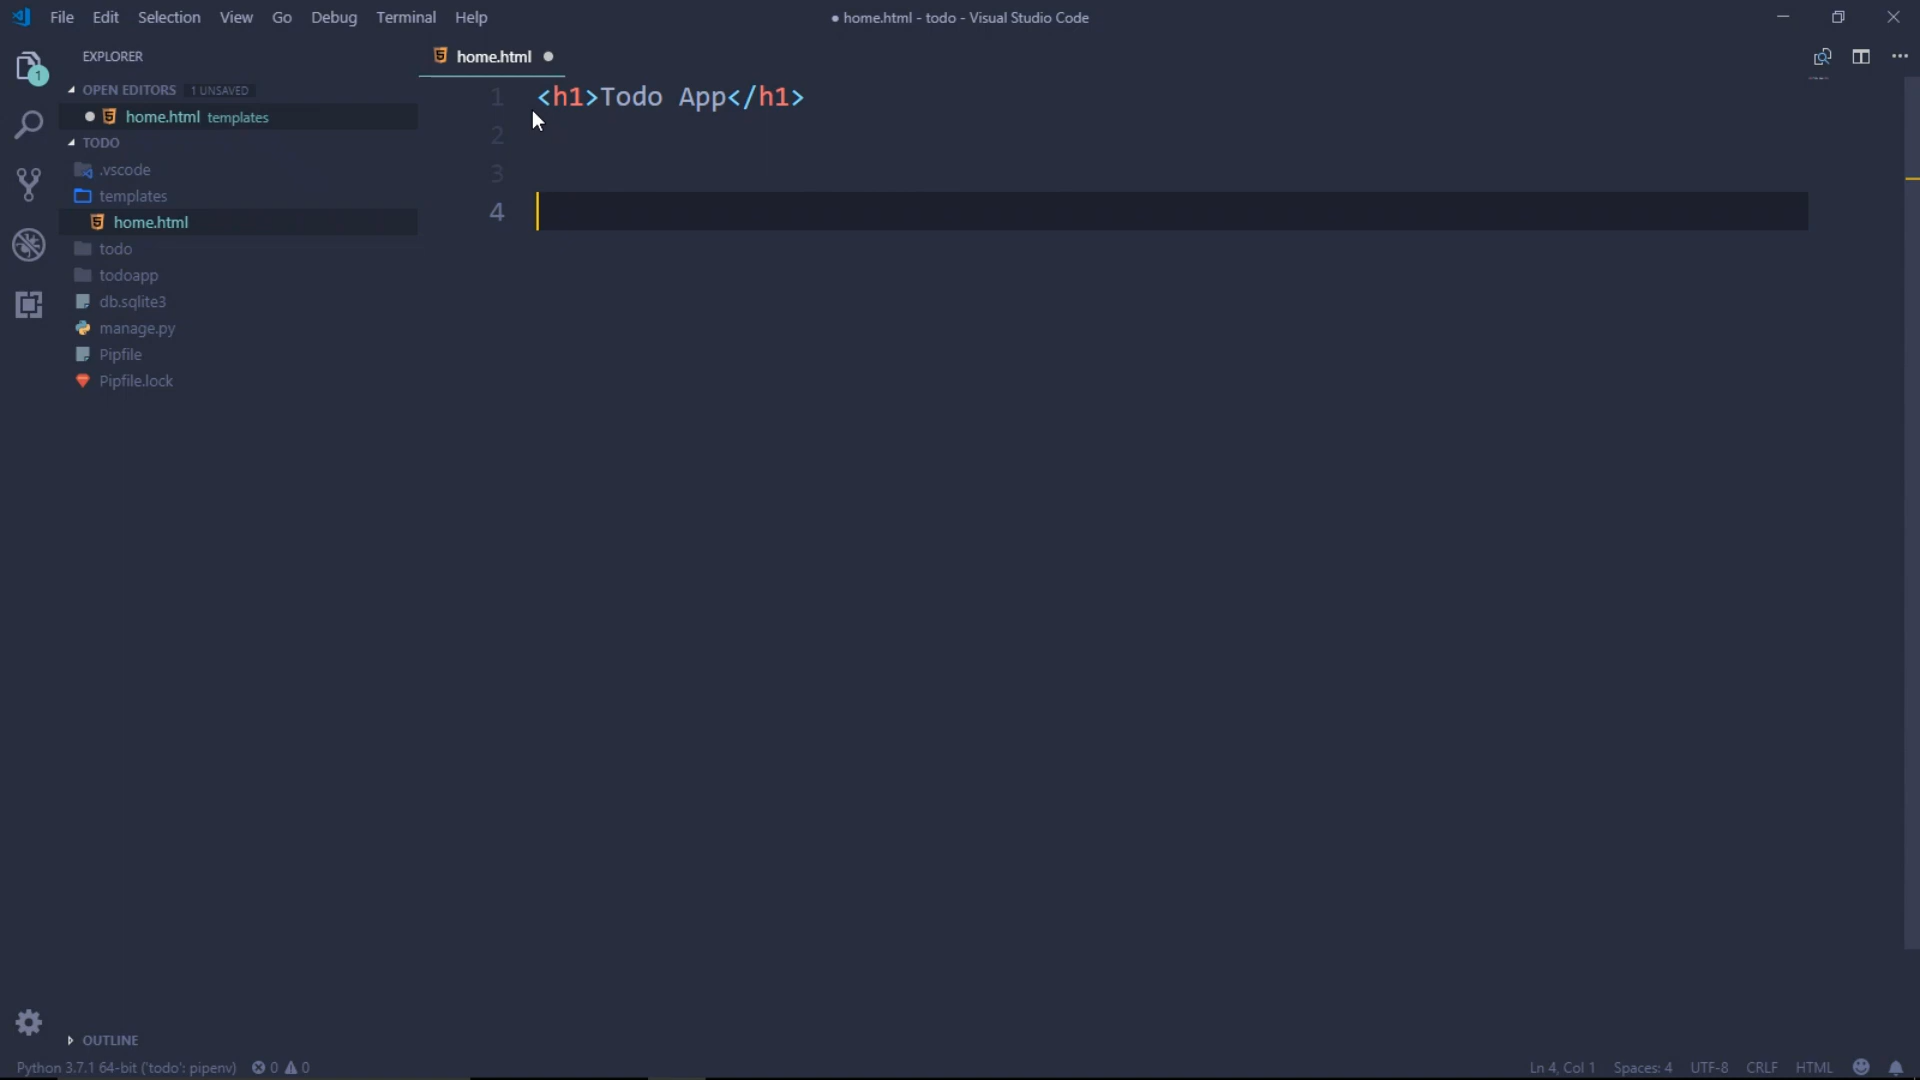 File Edit Selection View Go Debug Terminal Help
● home.html - todo - Visual Studio Code
EXPLORER
1
OPEN EDITORS 1 UNSAVED
home.html templates
TODO
.vscode
templates
home.html
todo
todoapp
db.sqlite3
manage.py
Pipfile
Pipfile.lock
OUTLINE
home.html
1 <h1>Todo App</h1>
2
3
4
Python 3.7.1 64-bit ('todo': pipenv) 0 0
Ln 4, Col 1 Spaces: 4 UTF-8 CRLF HTML